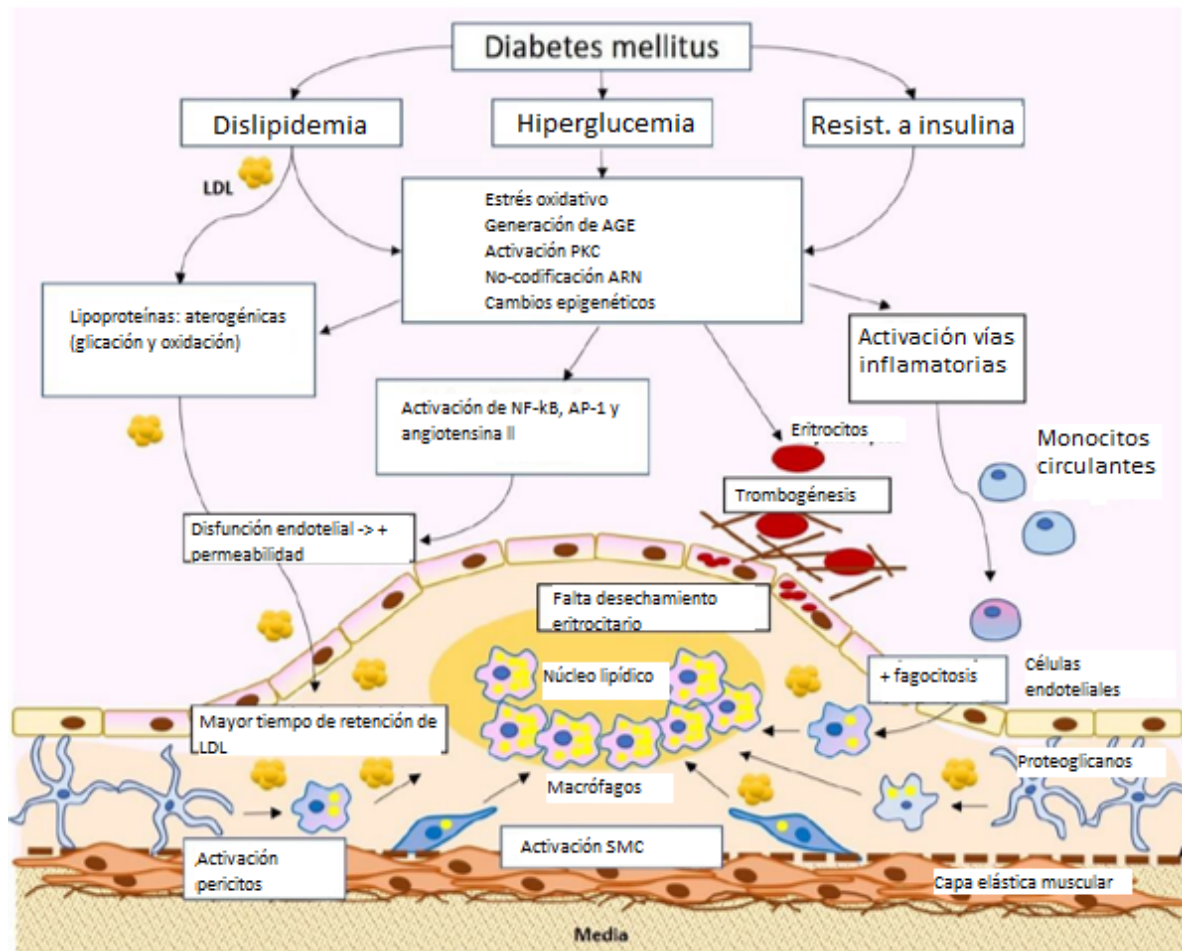 Diabetes mellitus
Dislipidemia
Hiperglucemia
Resist. a insulina
LDL
Estrés oxidativo
Generación de AGE
Activación PKC
No-codificación ARN
Cambios epigenéticos
Lipoproteínas: aterogénicas
(glicación y oxidación)
Activación vías
inflamatorias
Activación de NF-kB, AP-1 y
angiotensina II
Eritrocitos
Monocitos
circulantes
Trombogénesis
Disfunción endotelial -> +
permeabilidad
Falta desechamiento
eritrocitario
Núcleo lipídico
+ fagocitosis
Células
endoteliales
Mayor tiempo de retención de
LDL
Proteoglicanos
Macrófagos
Activación
pericitos
Activación SMC
Capa elástica muscular
Media